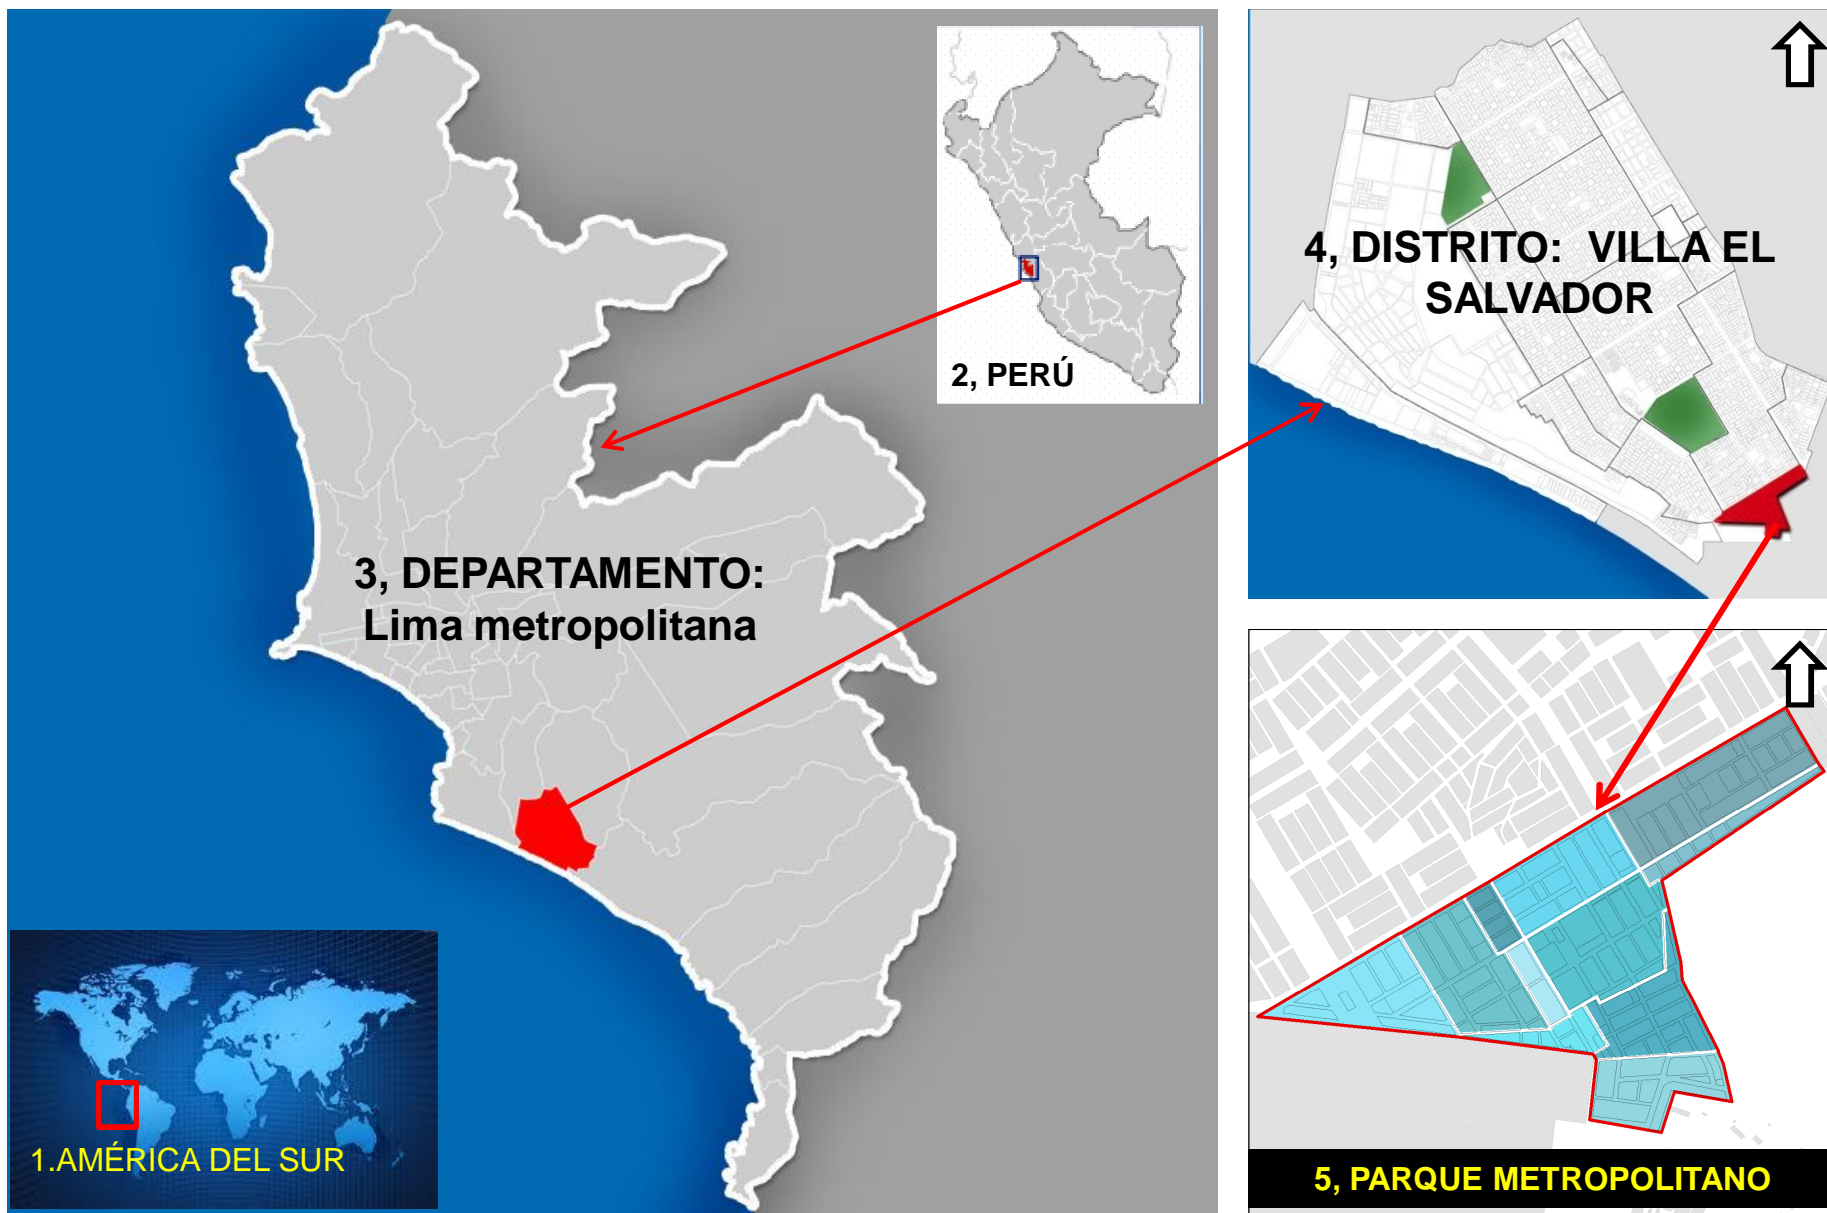 1.AMÉRICA DEL SUR
2, PERÚ
3, DEPARTAMENTO:
Lima metropolitana
4, DISTRITO: VILLA EL
SALVADOR
5, PARQUE METROPOLITANO